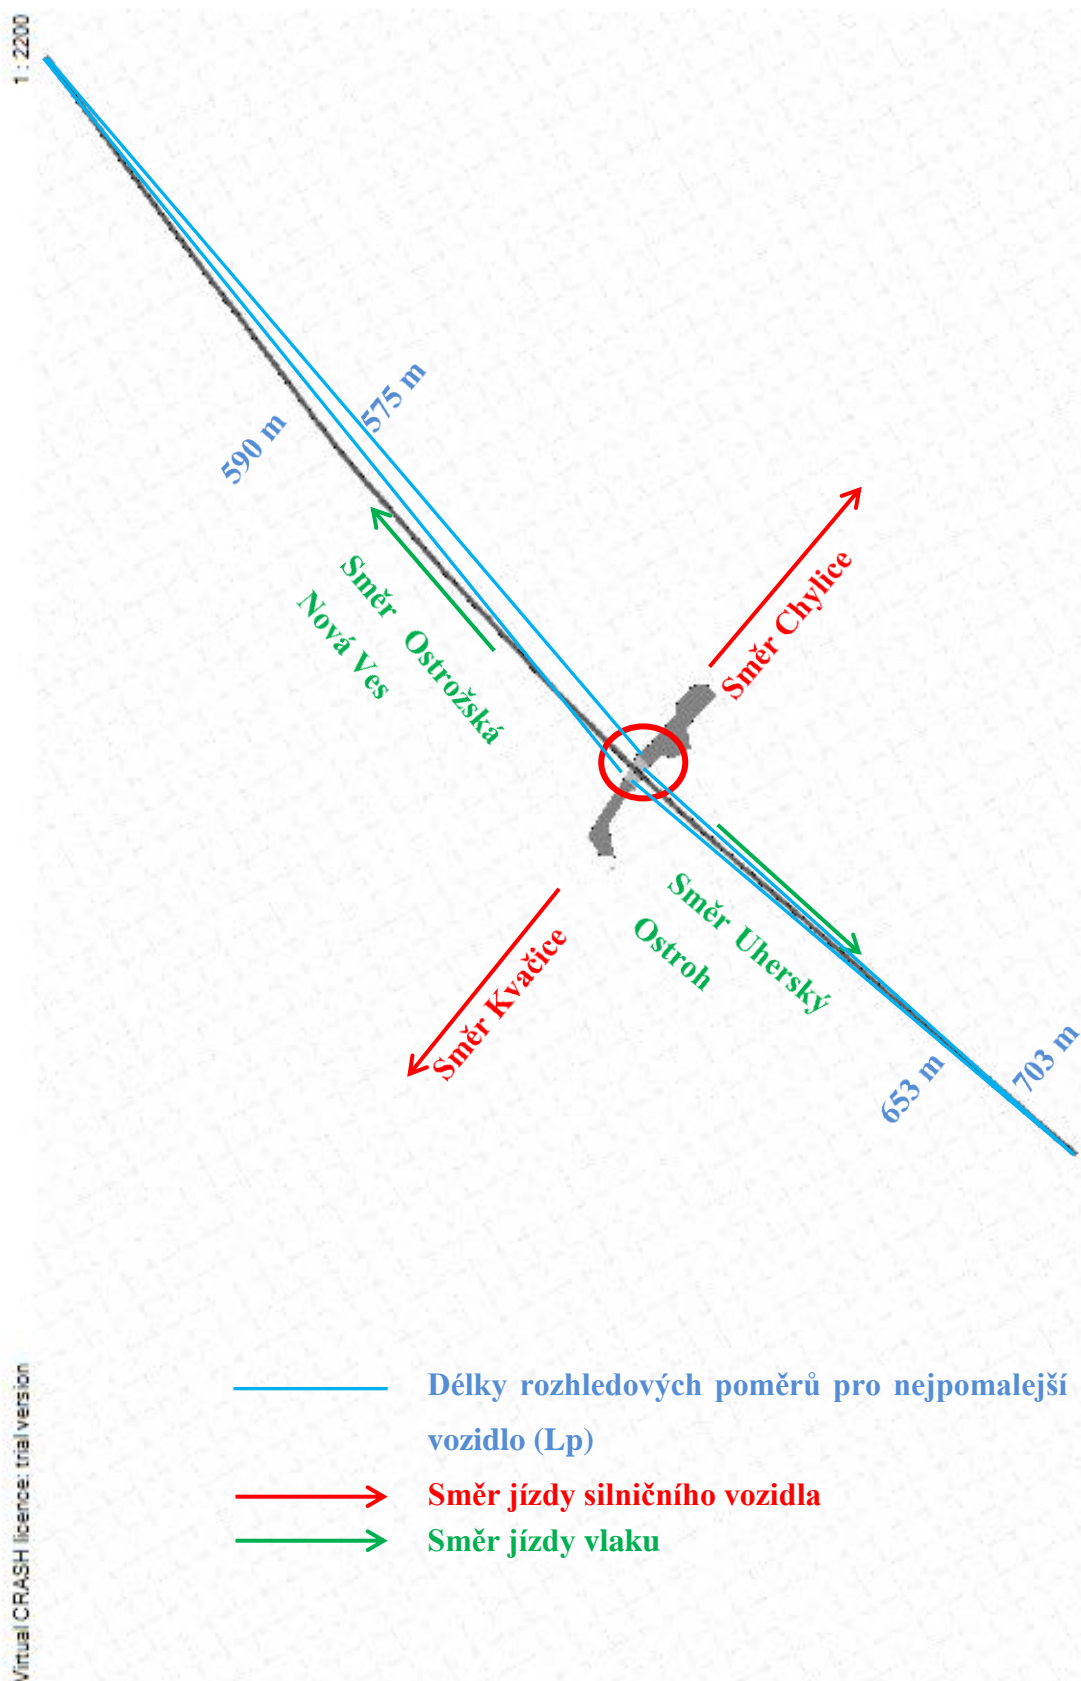 1 : 2200
575 m
590 m
Směr Ostrožská
Nová Ves
Směr Chylice
Směr Uherský
Ostroh
Směr Kvačice
703 m
653 m
Délky rozhledových poměrů pro nejpomalejší
vozidlo (Lp)
Směr jízdy silničního vozidla
Směr jízdy vlaku
Virtual CRASH licence: trial version